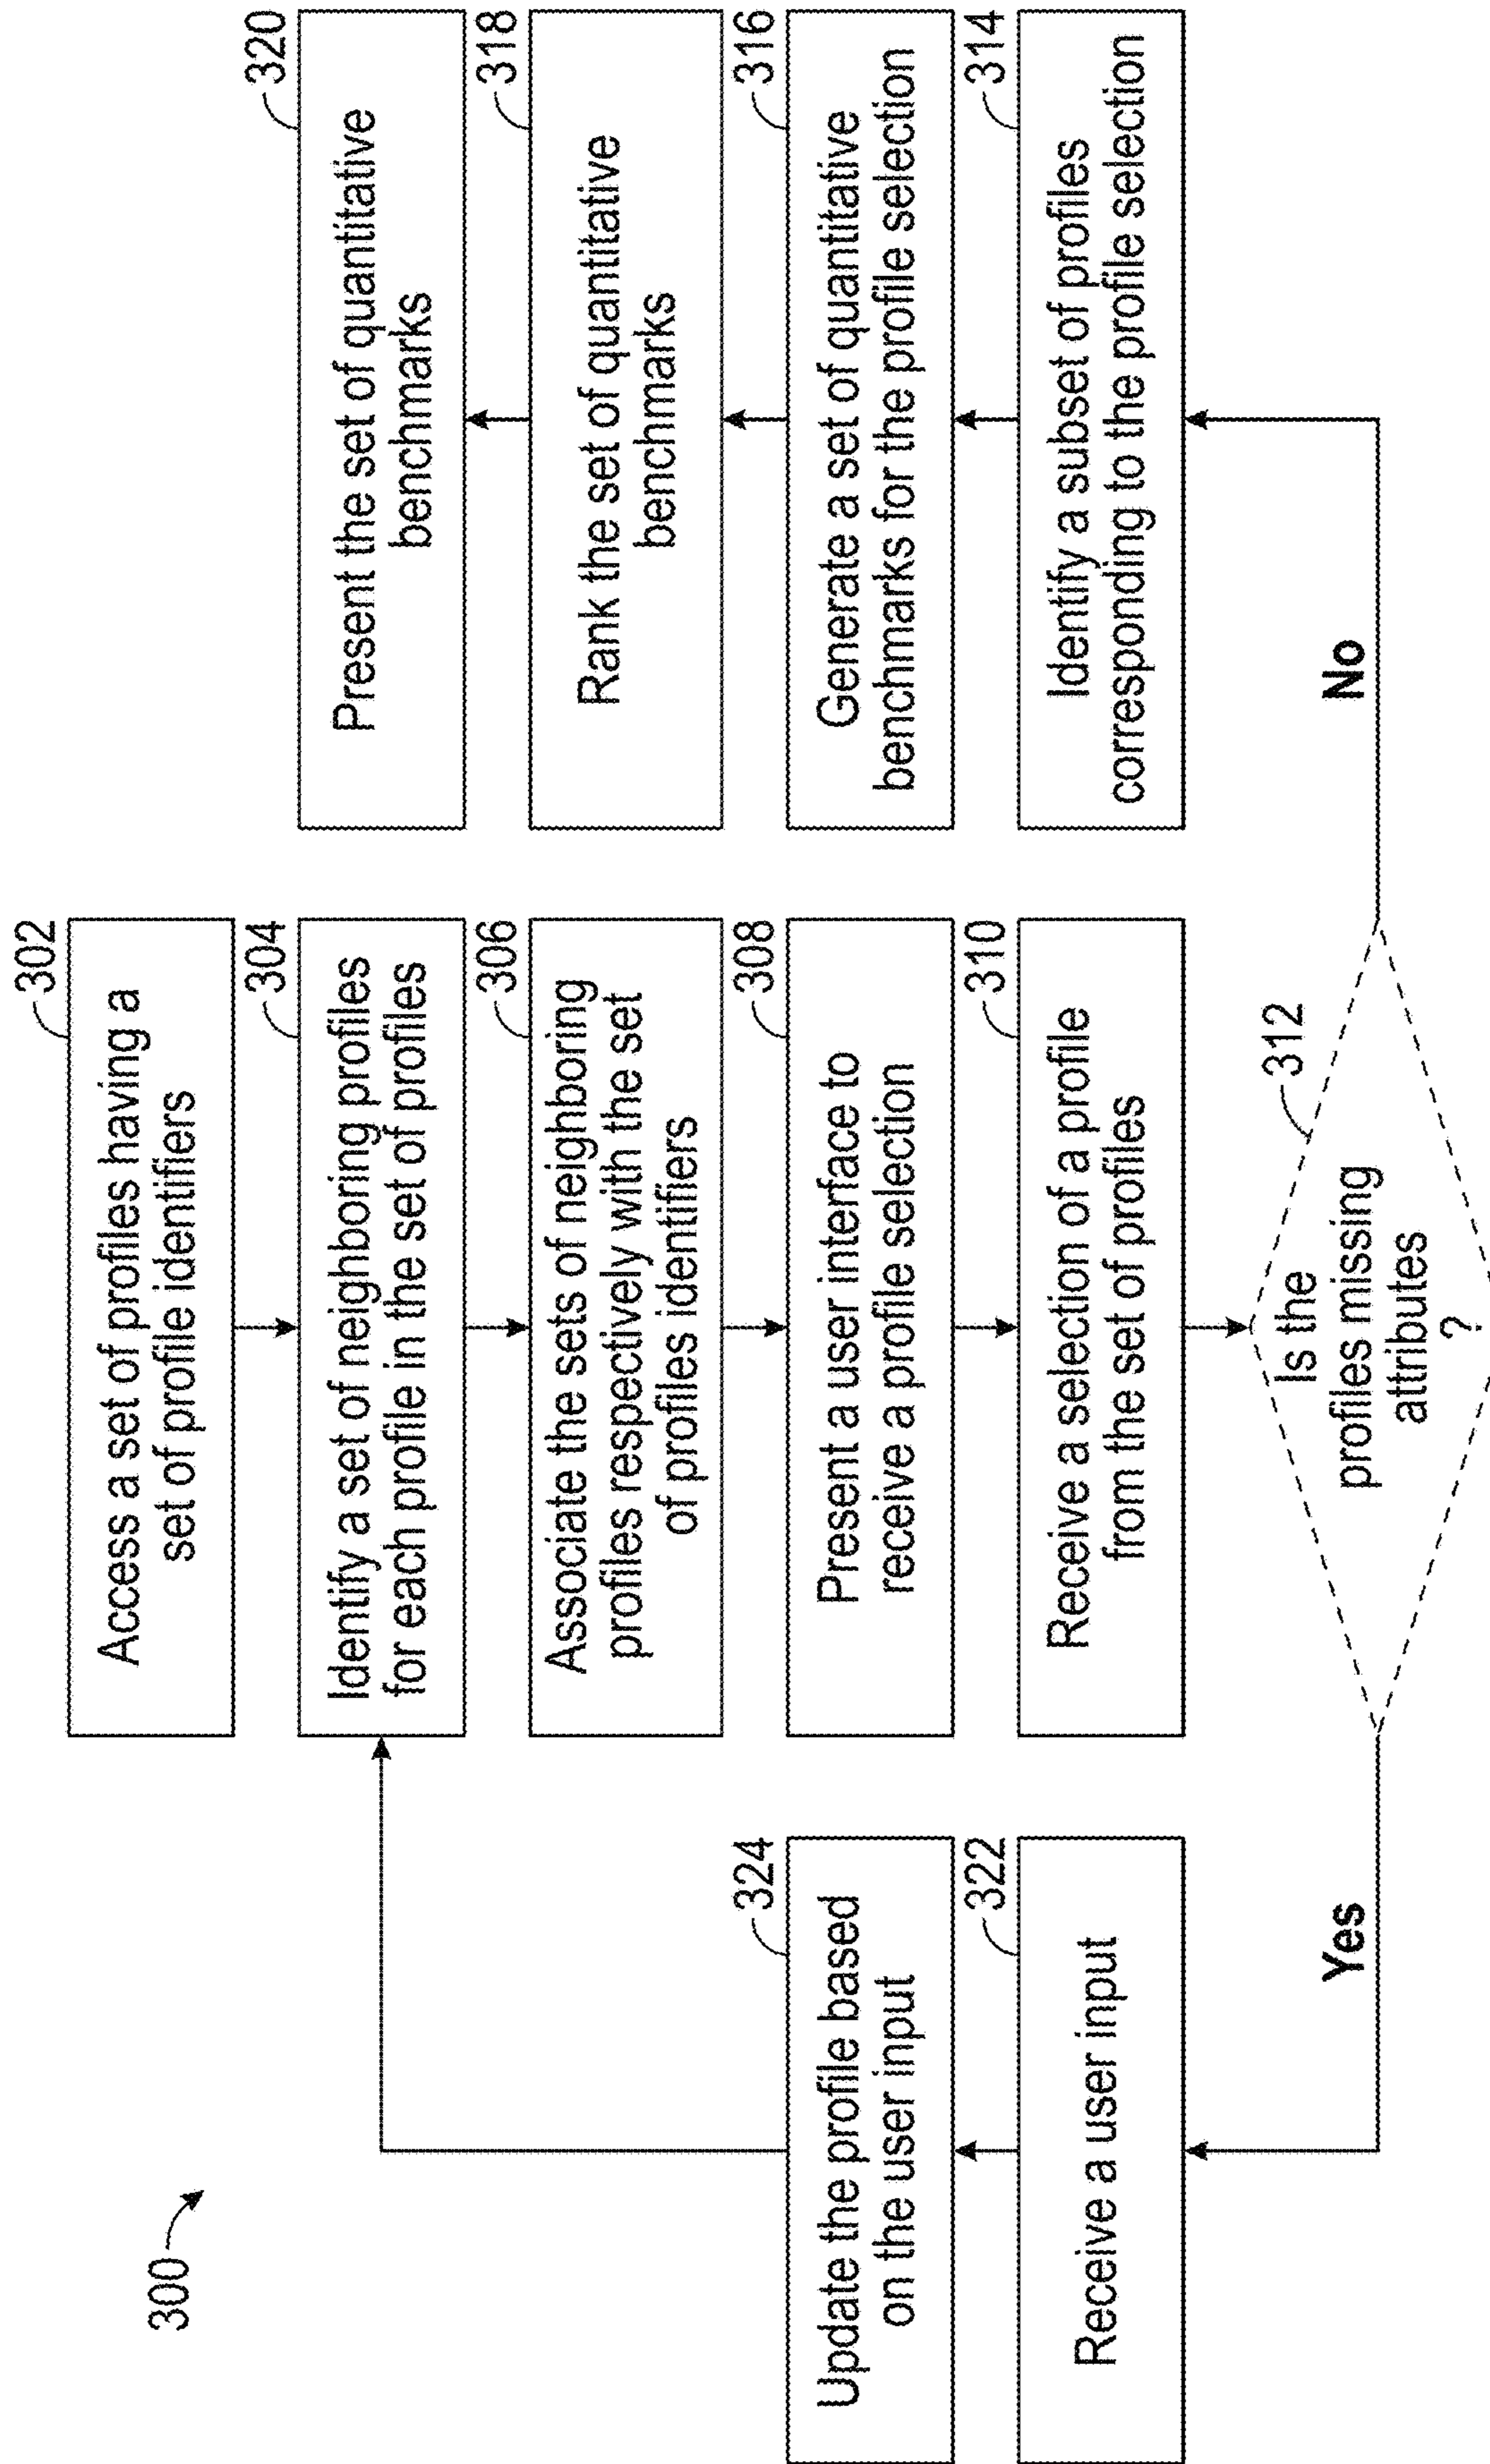 300
302
Access a set of profiles having a
set of profile identifiers
304
Identify a set of neighboring profiles
for each profile in the set of profiles
306
Associate the sets of neighboring
profiles respectively with the set
of profiles identifiers
308
Present a user interface to
receive a profile selection
310
Receive a selection of a profile
from the set of profiles
312
Is the
profiles missing
attributes
?
Yes
322
Receive a user input
324
Update the profile based
on the user input
No
314
Identify a subset of profiles
corresponding to the profile selection
316
Generate a set of quantitative
benchmarks for the profile selection
318
Rank the set of quantitative
benchmarks
320
Present the set of quantitative
benchmarks